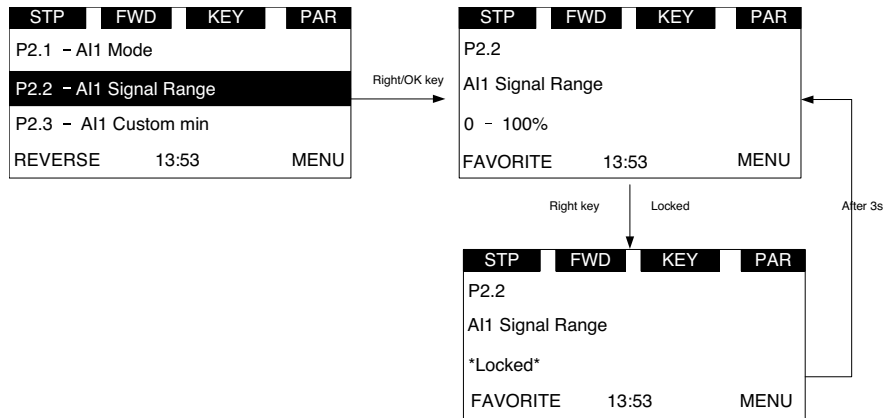 STP FWD KEY PAR
P2.1 – AI1 Mode
P2.2 – AI1 Signal Range
P2.3 – AI1 Custom min
REVERSE 13:53 MENU
Right/OK key
STP FWD KEY PAR
P2.2
AI1 Signal Range
0 – 100%
FAVORITE 13:53 MENU
Right key Locked
After 3s
STP FWD KEY PAR
P2.2
AI1 Signal Range
*Locked*
FAVORITE 13:53 MENU